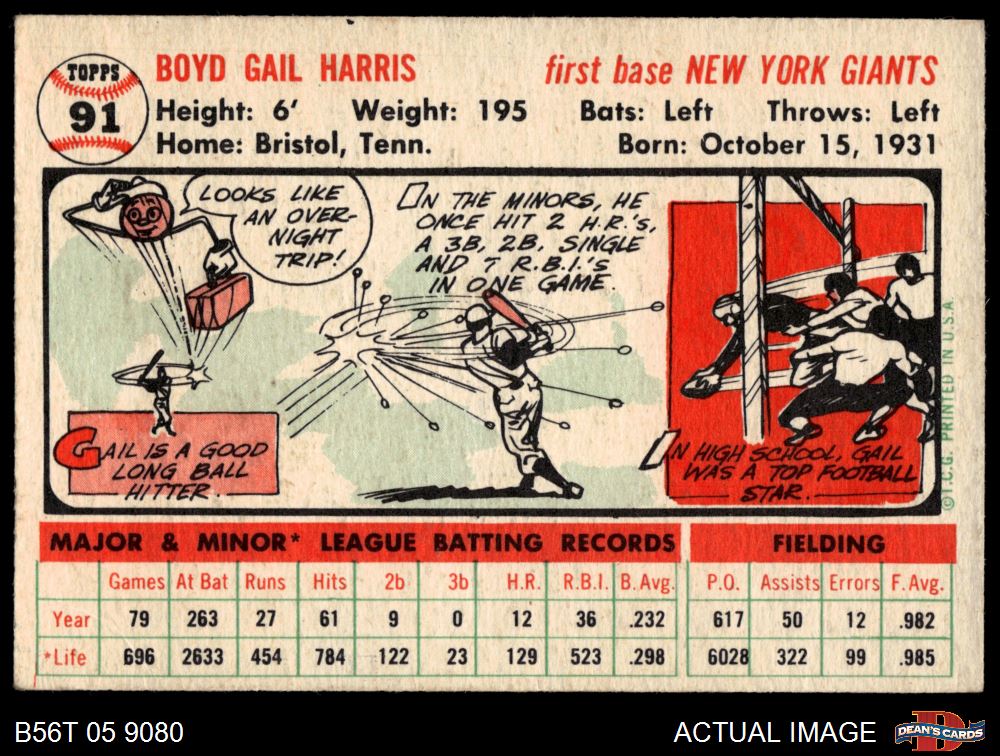 TOPPS
91
BOYD GAIL HARRIS
first base NEW YORK GIANTS
Height: 6' Weight: 195 Bats: Left Throws: Left
Home: Bristol, Tenn. Born: October 15, 1931
LOOKS LIKE
AN OVER-
NIGHT
TRIP!
GAIL IS A GOOD
LONG BALL
HITTER.
IN THE MINORS, HE
ONCE HIT 2 H.R.'s,
A 3B, 2B, SINGLE
AND 7 R.B.I.'S
IN ONE GAME.
IN HIGH SCHOOL, GAIL
WAS A TOP FOOTBALL
STAR.
©T.C.G. PRINTED IN U.S.A.
MAJOR & MINOR* LEAGUE BATTING RECORDS FIELDING
Games At Bat Runs Hits 2b 3b H.R. R.B.I. B.Avg. P.O. Assists Errors F.Avg.
Year 79 263 27 61 9 0 12 36 .232 617 50 12 .982
*Life 696 2633 454 784 122 23 129 523 .298 6028 322 99 .985
B56T 05 9080 ACTUAL IMAGE DEAN'S CARDS